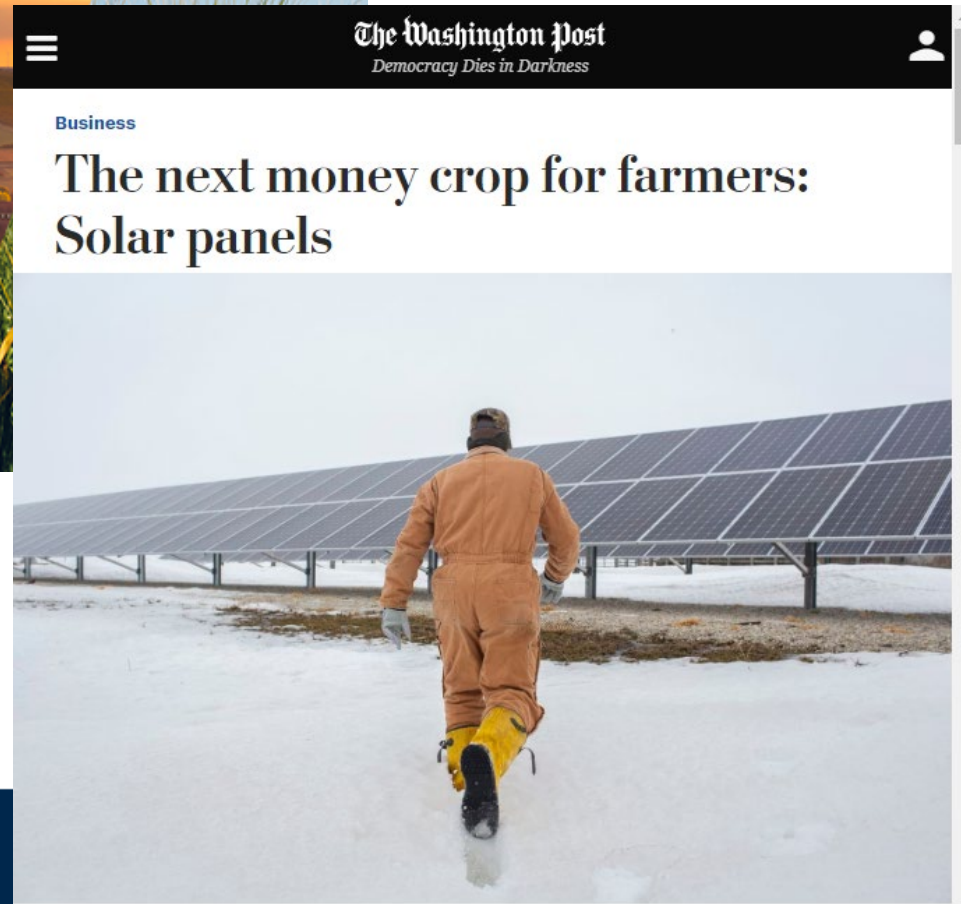 The Washington Post
Democracy Dies in Darkness
Business
The next money crop for farmers:
Solar panels